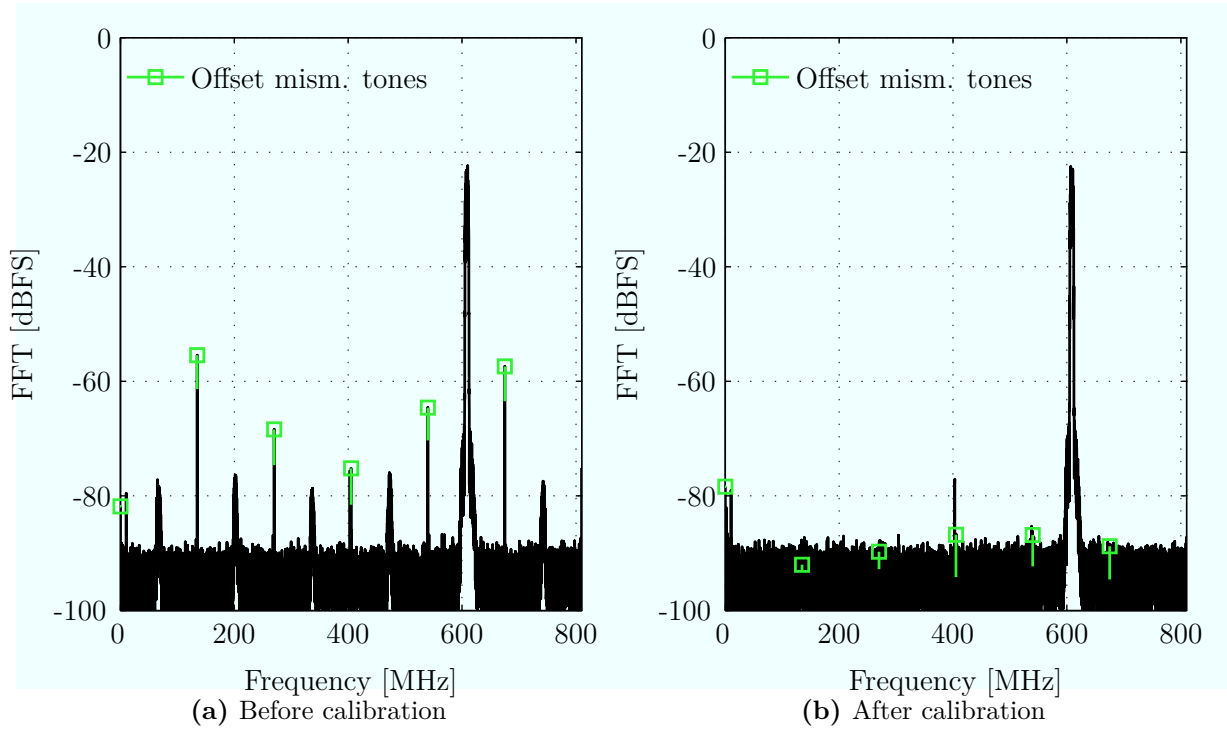 0
-20
-40
-60
-80
-100
FFT [dBFS]
Offset mism. tones
0 200 400 600 800
Frequency [MHz]
(a) Before calibration
0
-20
-40
-60
-80
-100
FFT [dBFS]
Offset mism. tones
0 200 400 600 800
Frequency [MHz]
(b) After calibration